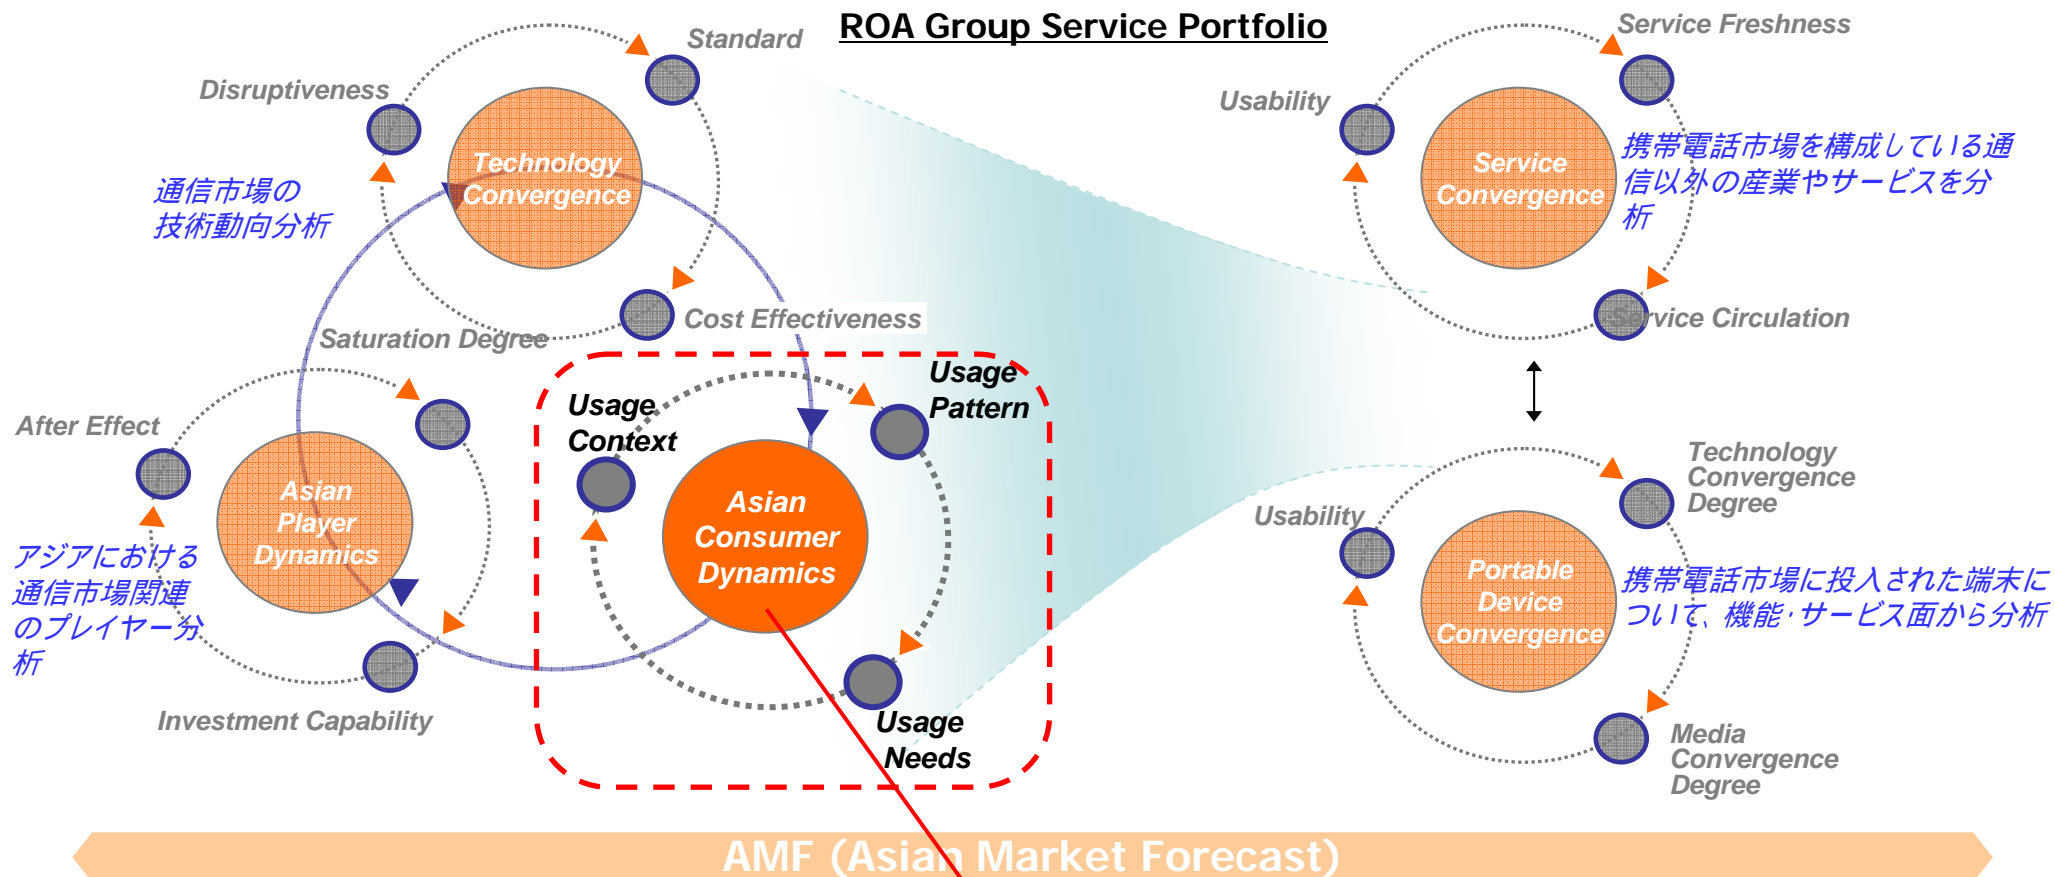 ROA Group Service Portfolio
Standard
Disruptiveness
Technology
Convergence
通信市場の
技術動向分析
Cost Effectiveness
Saturation Degree
After Effect
Asian
Player
Dynamics
アジアにおける
通信市場関連
のプレイヤー分
析
Investment Capability
Usage
Context
Usage
Pattern
Asian
Consumer
Dynamics
Usage
Needs
Service Freshness
Usability
Service
Convergence
携帯電話市場を構成している通
信以外の産業やサービスを分
析
Service Circulation
Technology
Convergence
Degree
Usability
Portable
Device
Convergence
携帯電話市場に投入された端末に
ついて、機能・サービス面から分析
Media
Convergence
Degree
AMF (Asian Market Forecast)